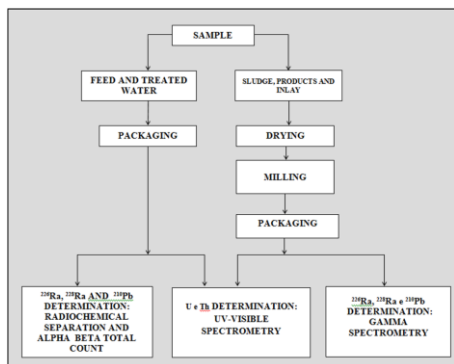 SAMPLE
FEED AND TREATED
WATER
SLUDGE, PRODUCTS AND
INLAY
PACKAGING
DRYING
MILLING
PACKAGING
²²⁶Ra, ²²⁸Ra AND ²¹⁰Pb
DETERMINATION:
RADIOCHEMICAL
SEPARATION AND
ALPHA BETA TOTAL
COUNT
U e Th DETERMINATION:
UV-VISIBLE
SPECTROMETRY
²²⁶Ra, ²²⁸Ra e ²¹⁰Pb
DETERMINATION:
GAMMA
SPECTROMETRY